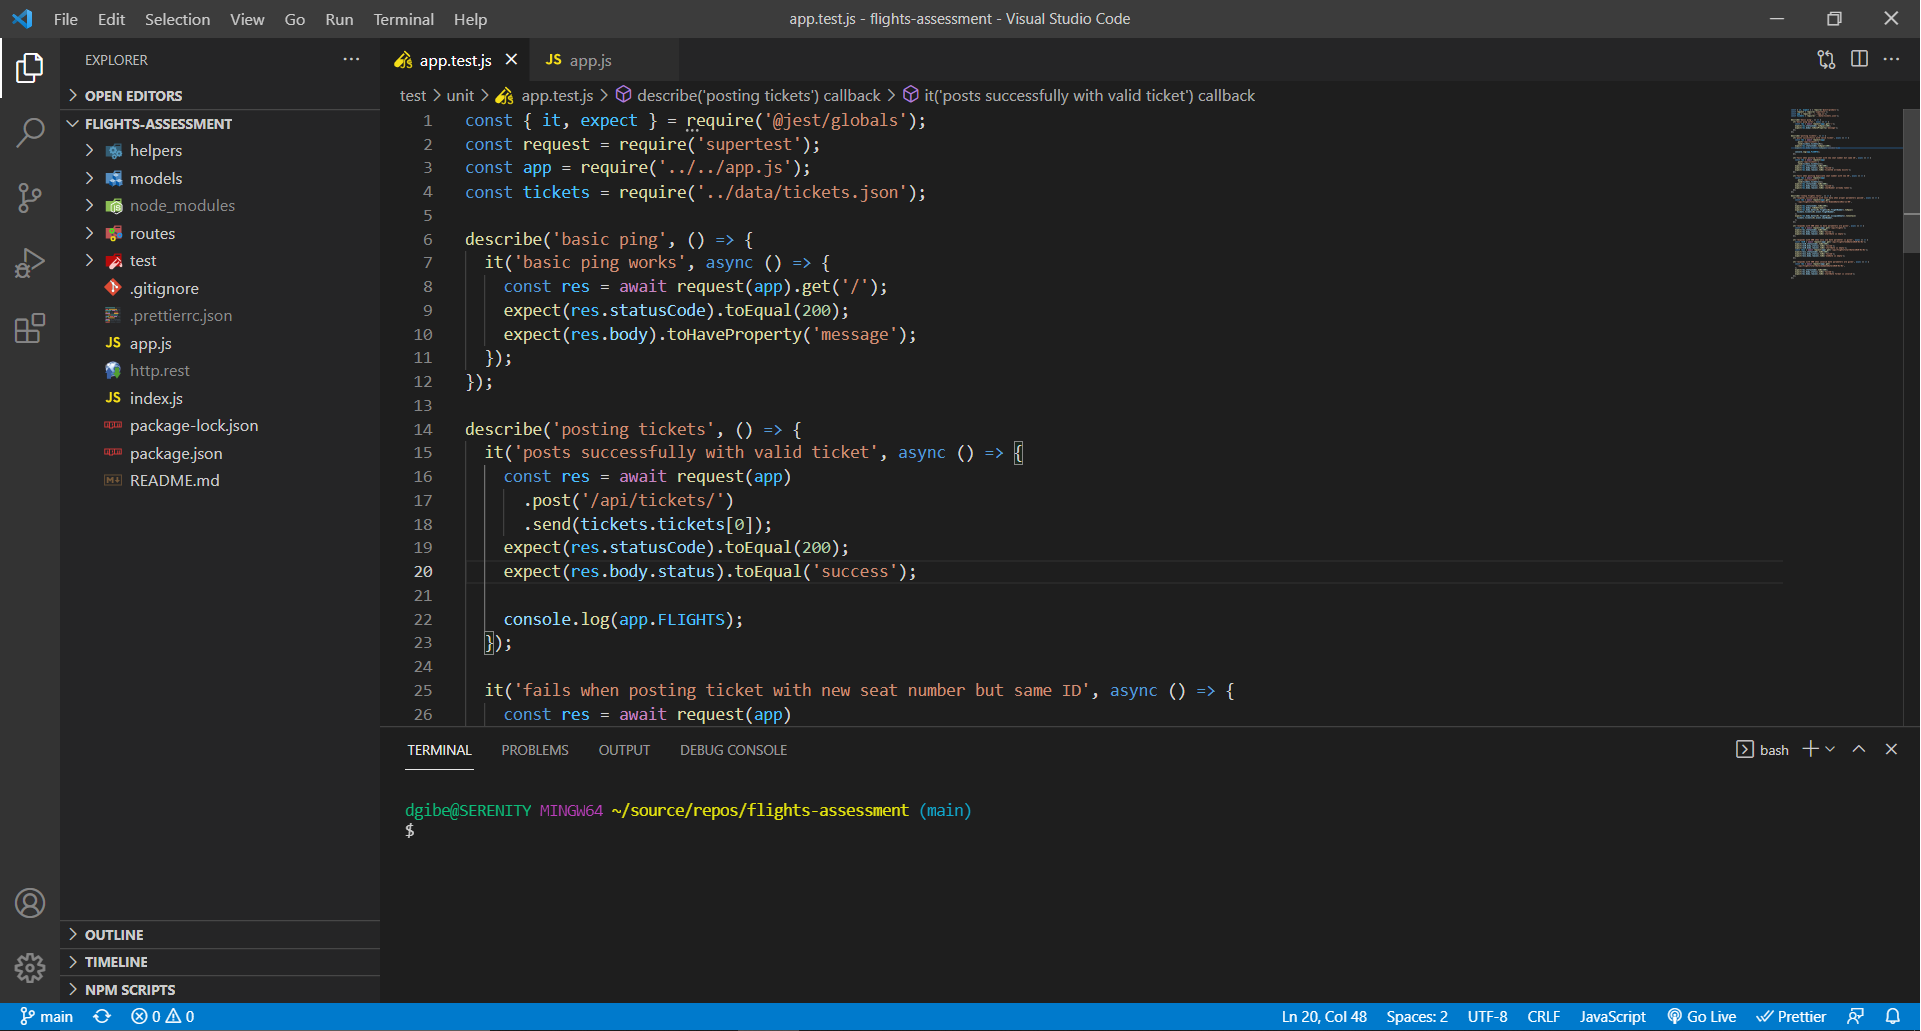 File Edit Selection View Go Run Terminal Help
app.test.js - flights-assessment - Visual Studio Code
EXPLORER
OPEN EDITORS
FLIGHTS-ASSESSMENT
helpers
models
node_modules
routes
test
.gitignore
.prettierrc.json
JS app.js
http.rest
JS index.js
package-lock.json
package.json
README.md
OUTLINE
TIMELINE
NPM SCRIPTS
app.test.js
JS app.js
test > unit > app.test.js > describe('posting tickets') callback > it('posts successfully with valid ticket') callback
1 const { it, expect } = require('@jest/globals');
2 const request = require('supertest');
3 const app = require('../../app.js');
4 const tickets = require('../data/tickets.json');
5
6 describe('basic ping', () => {
7 it('basic ping works', async () => {
8 const res = await request(app).get('/');
9 expect(res.statusCode).toEqual(200);
10 expect(res.body).toHaveProperty('message');
11 });
12 });
13
14 describe('posting tickets', () => {
15 it('posts successfully with valid ticket', async () => {
16 const res = await request(app)
17 .post('/api/tickets/')
18 .send(tickets.tickets[0]);
19 expect(res.statusCode).toEqual(200);
20 expect(res.body.status).toEqual('success');
21
22 console.log(app.FLIGHTS);
23 });
24
25 it('fails when posting ticket with new seat number but same ID', async () => {
26 const res = await request(app)
TERMINAL PROBLEMS OUTPUT DEBUG CONSOLE
bash
dgibe@SERENITY MINGW64 ~/source/repos/flights-assessment (main)
$
main 0 0
Ln 20, Col 48 Spaces: 2 UTF-8 CRLF JavaScript Go Live Prettier